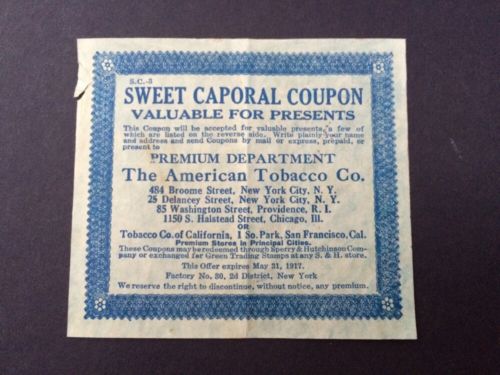 S.C.-3
SWEET CAPORAL COUPON
VALUABLE FOR PRESENTS
This Coupon will be accepted for valuable presents, a few of
which are listed on the reverse side. Write plainly your name
and address and send Coupons by mail or express, prepaid, or
present to
PREMIUM DEPARTMENT
The American Tobacco Co.
484 Broome Street, New York City, N. Y.
25 Delancey Street, New York City, N. Y.
85 Washington Street, Providence, R. I.
1150 S. Halstead Street, Chicago, Ill.
OR
Tobacco Co. of California, 1 So. Park, San Francisco, Cal.
Premium Stores in Principal Cities.
These Coupons may be redeemed through Sperry & Hutchinson Com-
pany or exchanged for Green Trading Stamps at any S. & H. store.
This Offer expires May 31, 1917.
Factory No. 30, 2d District, New York
We reserve the right to discontinue, without notice, any premium.